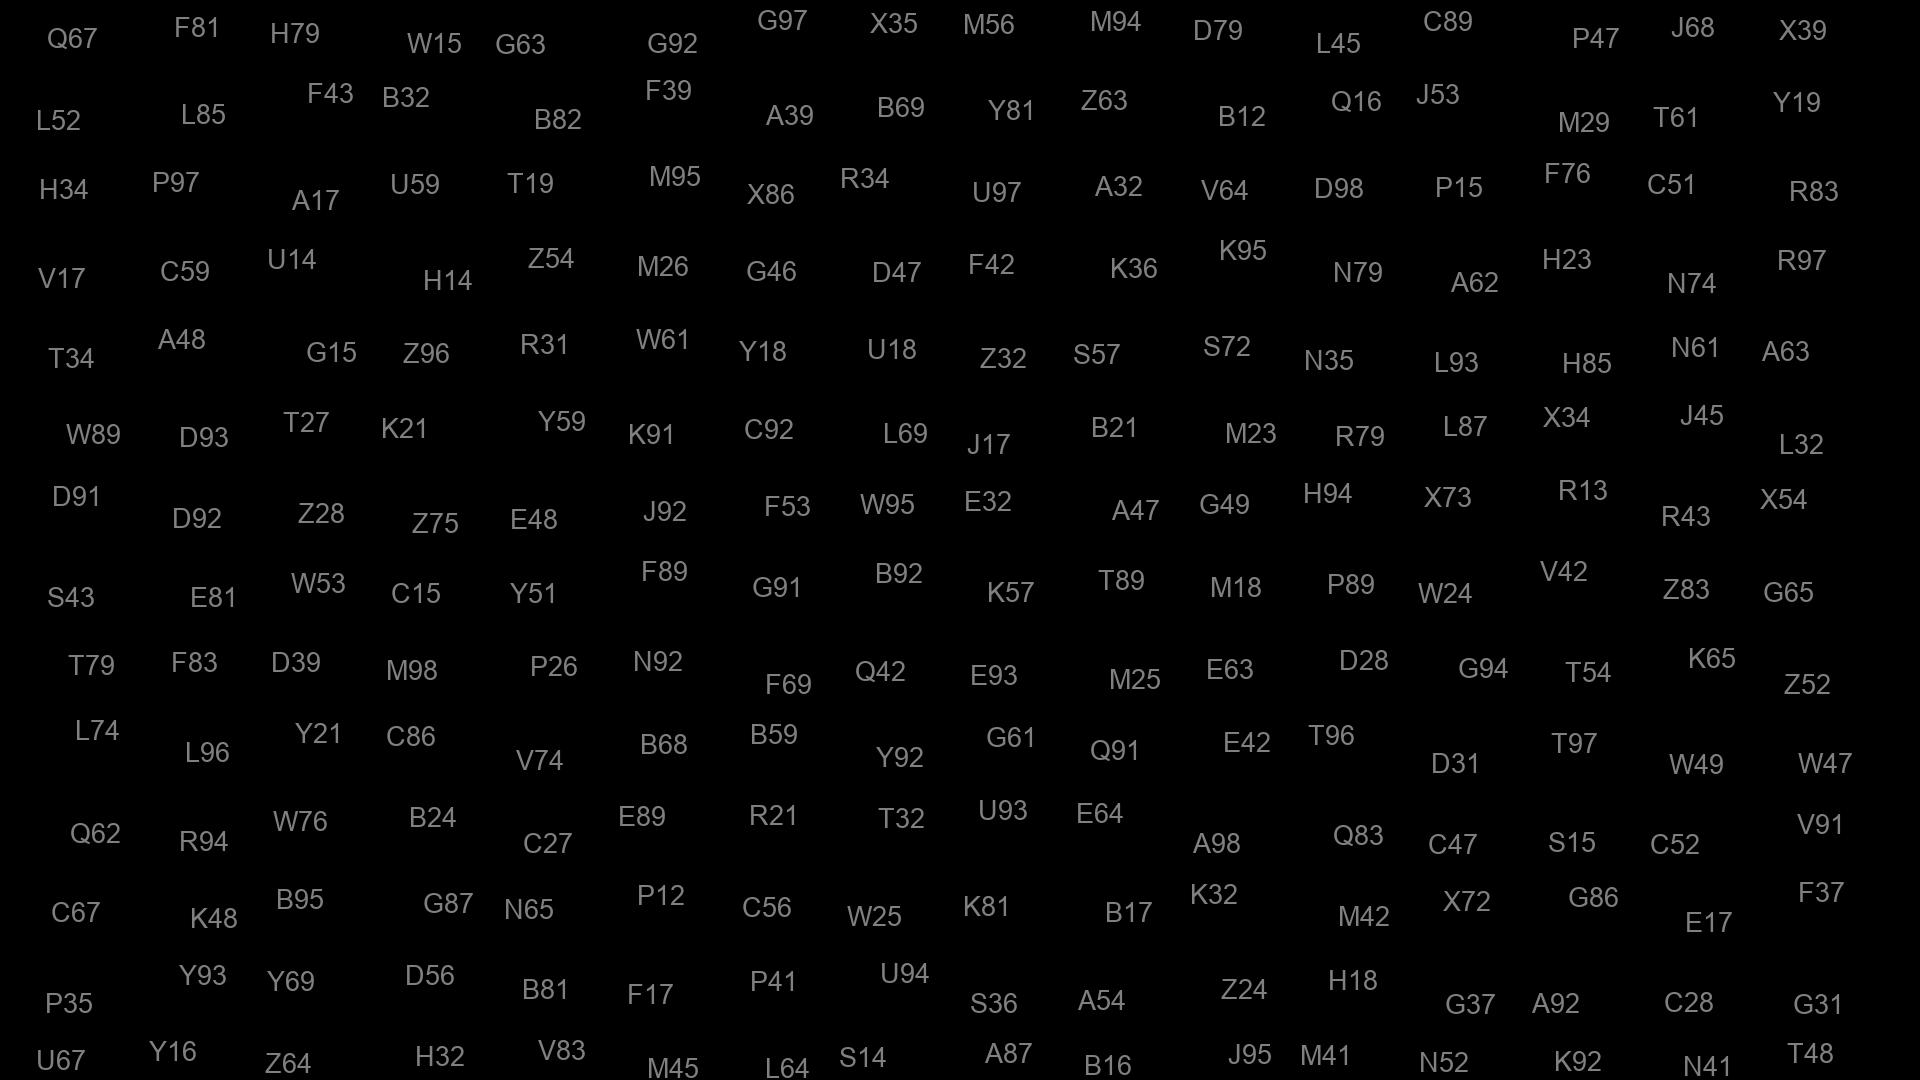 Q67 F81 H79 W15 G63 G92 G97 X35 M56 M94 D79 L45 C89 P47 J68 X39
L52 L85 F43 B32 B82 F39 A39 B69 Y81 Z63 B12 Q16 J53 M29 T61 Y19
H34 P97 A17 U59 T19 M95 X86 R34 U97 A32 V64 D98 P15 F76 C51 R83
V17 C59 U14 H14 Z54 M26 G46 D47 F42 K36 K95 N79 A62 H23 N74 R97
T34 A48 G15 Z96 R31 W61 Y18 U18 Z32 S57 S72 N35 L93 H85 N61 A63
W89 D93 T27 K21 Y59 K91 C92 L69 J17 B21 M23 R79 L87 X34 J45 L32
D91 D92 Z28 Z75 E48 J92 F53 W95 E32 A47 G49 H94 X73 R13 R43 X54
S43 E81 W53 C15 Y51 F89 G91 B92 K57 T89 M18 P89 W24 V42 Z83 G65
T79 F83 D39 M98 P26 N92 F69 Q42 E93 M25 E63 D28 G94 T54 K65 Z52
L74 L96 Y21 C86 V74 B68 B59 Y92 G61 Q91 E42 T96 D31 T97 W49 W47
Q62 R94 W76 B24 C27 E89 R21 T32 U93 E64 A98 Q83 C47 S15 C52 V91
C67 K48 B95 G87 N65 P12 C56 W25 K81 B17 K32 M42 X72 G86 E17 F37
P35 Y93 Y69 D56 B81 F17 P41 U94 S36 A54 Z24 H18 G37 A92 C28 G31
U67 Y16 Z64 H32 V83 M45 L64 S14 A87 B16 J95 M41 N52 K92 N41 T48